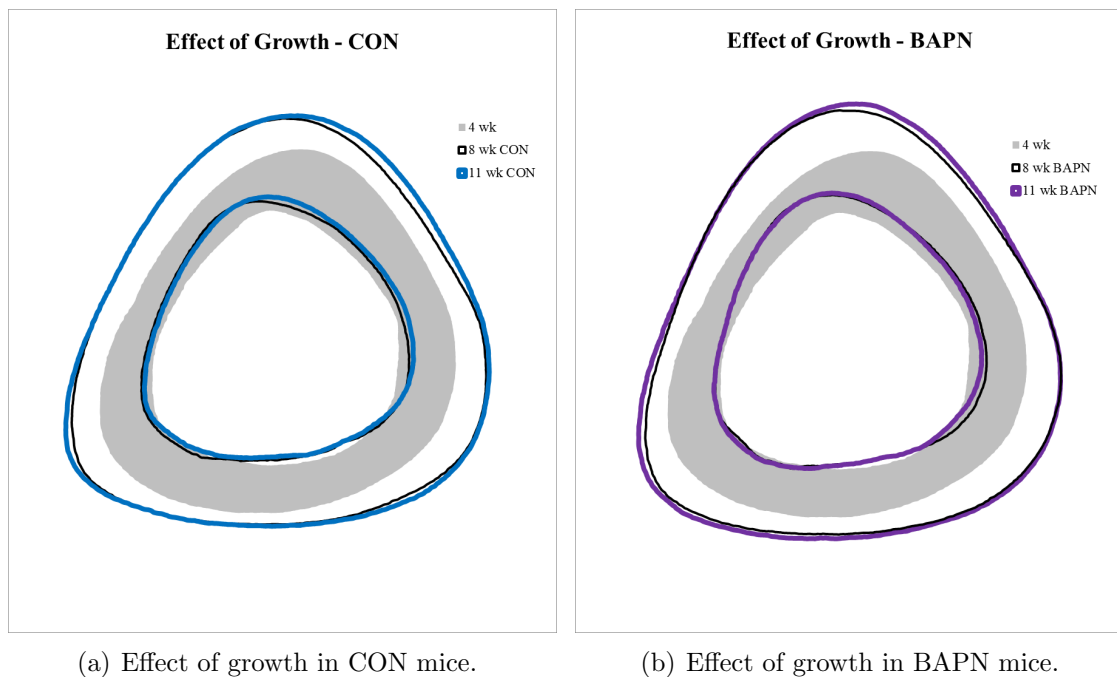 Effect of Growth - CON
4 wk
8 wk CON
11 wk CON
(a) Effect of growth in CON mice.
Effect of Growth - BAPN
4 wk
8 wk BAPN
11 wk BAPN
(b) Effect of growth in BAPN mice.